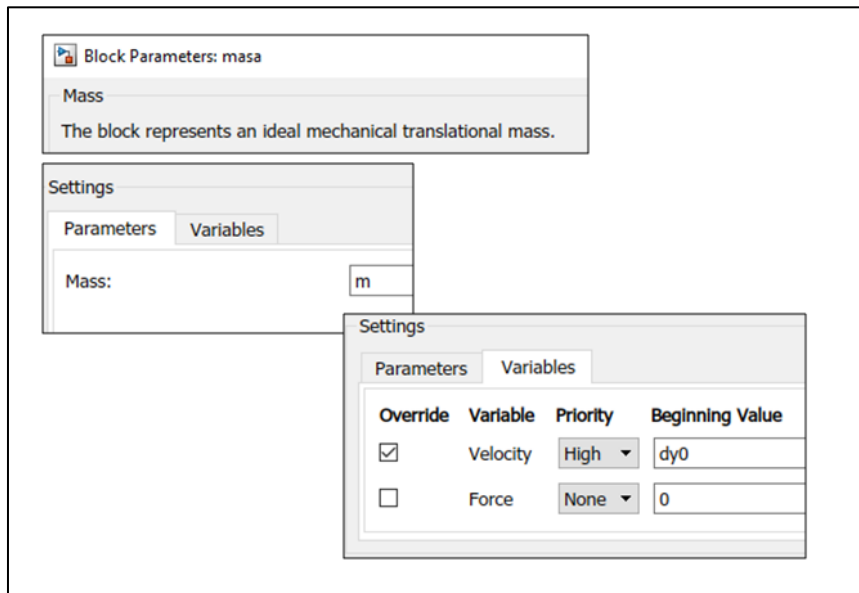 Block Parameters: masa
Mass
The block represents an ideal mechanical translational mass.
Settings
Parameters Variables
Mass: m
Settings
Parameters Variables
Override Variable Priority Beginning Value
Velocity High dy0
Force None 0